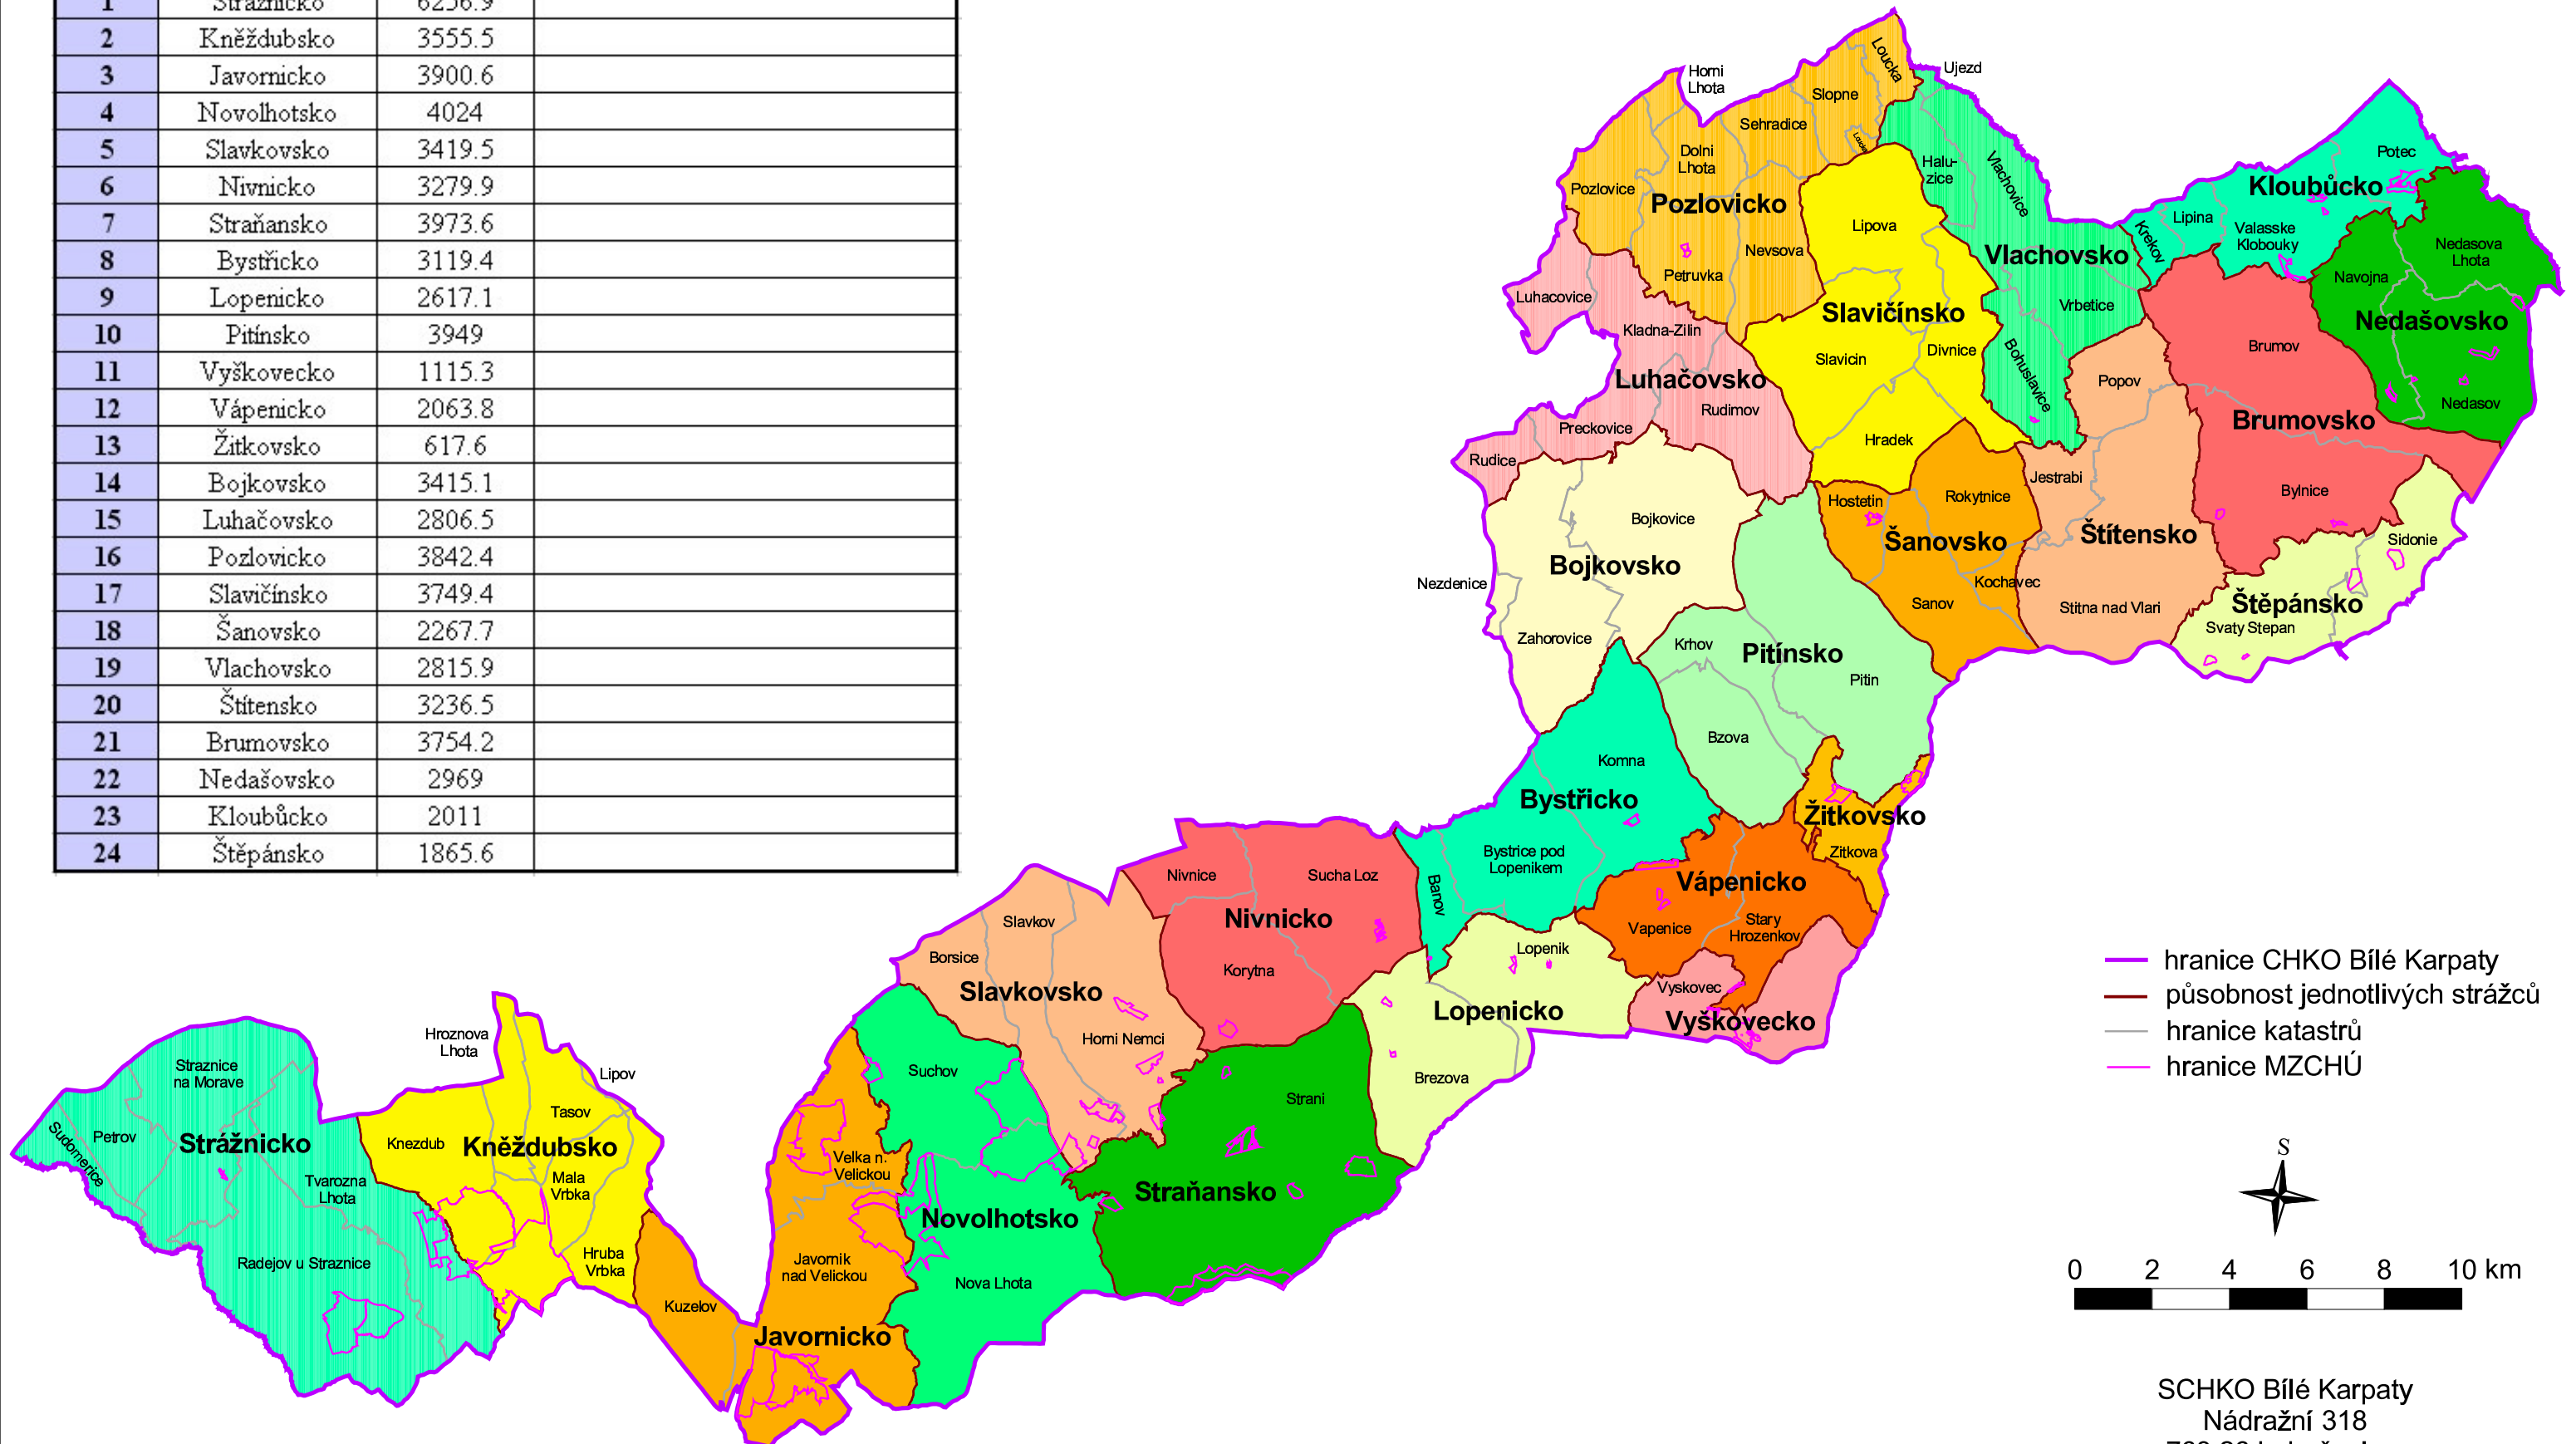 1 Strážnicko 6256.9
2 Kněždubsko 3555.5
3 Javornicko 3900.6
4 Novolhotsko 4024
5 Slavkovsko 3419.5
6 Nivnicko 3279.9
7 Straňansko 3973.6
8 Bystřicko 3119.4
9 Lopenicko 2617.1
10 Pitínsko 3949
11 Vyškovecko 1115.3
12 Vápenicko 2063.8
13 Žitkovsko 617.6
14 Bojkovsko 3415.1
15 Luhačovsko 2806.5
16 Pozlovicko 3842.4
17 Slavičínsko 3749.4
18 Šanovsko 2267.7
19 Vlachovsko 2815.9
20 Štítensko 3236.5
21 Brumovsko 3754.2
22 Nedašovsko 2969
23 Kloubůcko 2011
24 Štěpánsko 1865.6
Horni
Lhota
Loucka
Ujezd
Slopne
Sehradice
Loucka
Dolni
Lhota
Pozlovice
Pozlovicko
Nevsova
Petruvka
Halu-
zice
Vlachovice
Vlachovsko
Vrbetice
Bohuslavice
Potec
Kloubůcko
Lipina
Krekov
Valasske
Klobouky
Nedasova
Lhota
Navojna
Nedašovsko
Nedasov
Lipova
Slavičínsko
Slavicin
Divnice
Hradek
Luhacovice
Kladna-Zilin
Luhačovsko
Rudimov
Preckovice
Rudice
Brumov
Brumovsko
Bylnice
Popov
Jestrabi
Štítensko
Stitna nad Vlari
Hostetin
Rokytnice
Šanovsko
Kochavec
Sanov
Sidonie
Štěpánsko
Svaty Stepan
Bojkovice
Bojkovsko
Nezdenice
Zahorovice
Krhov
Pitínsko
Pitin
Bzova
Komna
Bystřicko
Bystrice pod
Lopenikem
Banov
Žitkovsko
Zitkova
Vápenicko
Vapenice
Stary
Hrozenkov
Vyskovec
Vyškovecko
Lopenik
Lopenicko
Brezova
Nivnice
Sucha Loz
Nivnicko
Korytna
Slavkov
Borsice
Slavkovsko
Horni Nemci
Strani
Straňansko
Suchov
Novolhotsko
Nova Lhota
Velka n.
Velickou
Javornik
nad Velickou
Javornicko
Kuzelov
Hroznova
Lhota
Lipov
Tasov
Knezdub
Kněždubsko
Mala
Vrbka
Hruba
Vrbka
Straznice
na Morave
Petrov
Sudomerice
Strážnicko
Tvarozna
Lhota
Radejov u Straznice
hranice CHKO Bílé Karpaty
působnost jednotlivých strážců
hranice katastrů
hranice MZCHÚ
S
0 2 4 6 8 10 km
SCHKO Bílé Karpaty
Nádražní 318